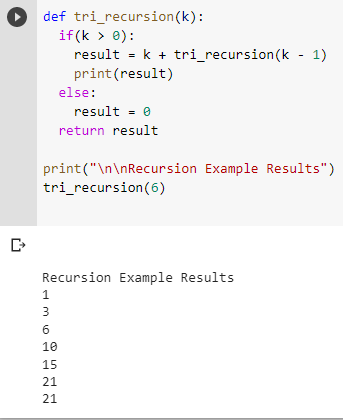 def tri_recursion(k):
  if(k > 0):
    result = k + tri_recursion(k - 1)
    print(result)
  else:
    result = 0
  return result

print("\n\nRecursion Example Results")
tri_recursion(6)

Recursion Example Results
1
3
6
10
15
21
21